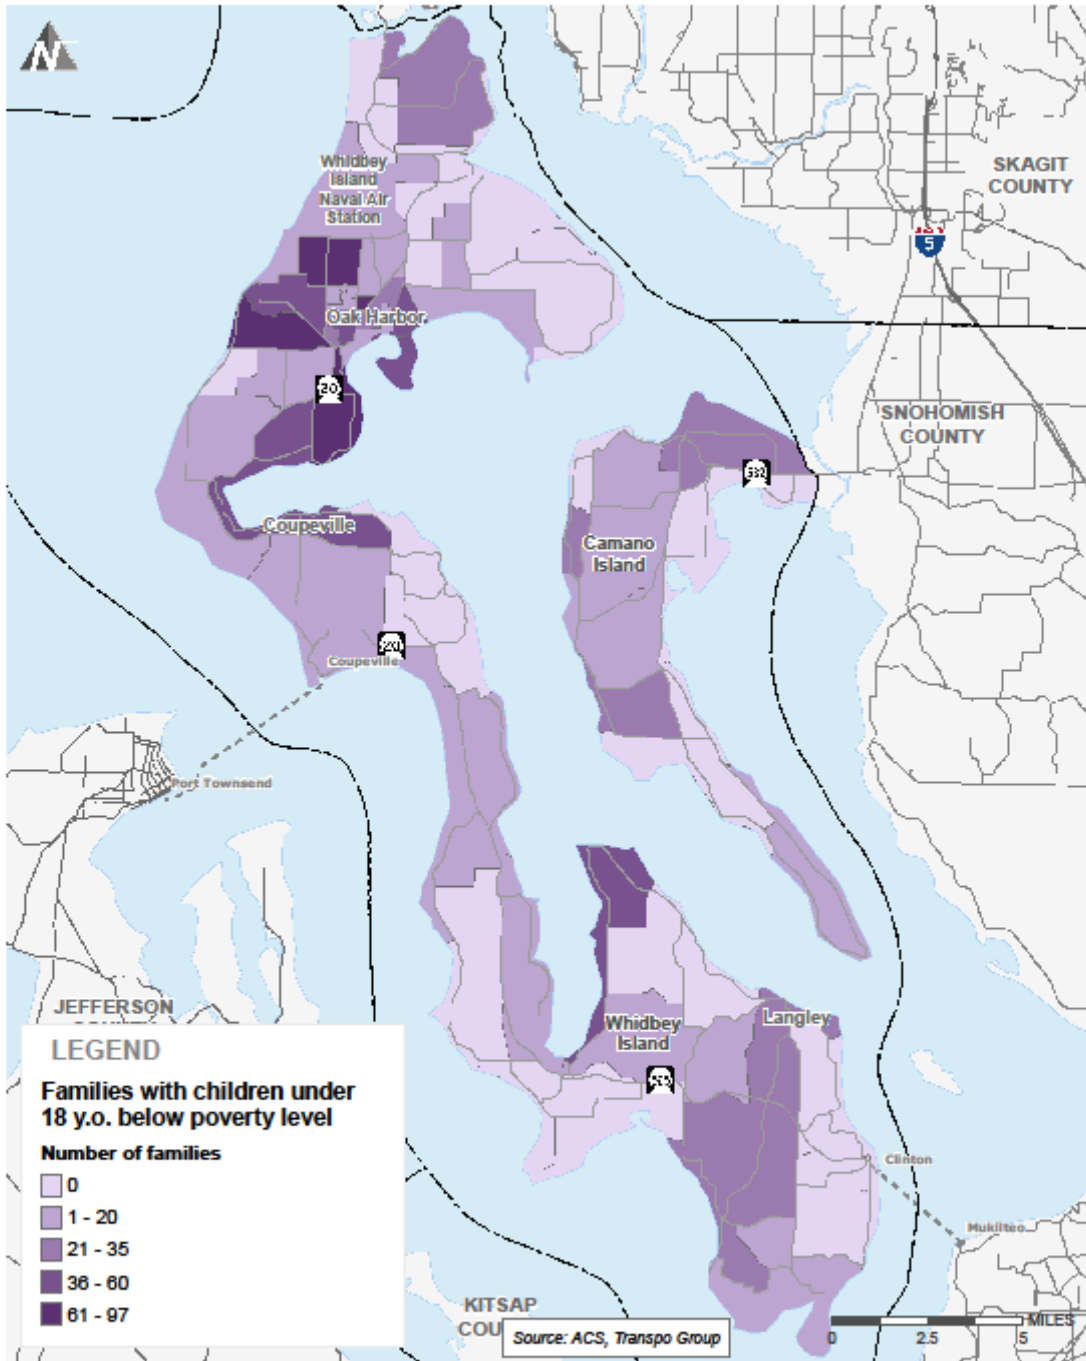 N
Whidbey
Island
Naval Air
Station
SKAGIT
COUNTY
5
Oak Harbor
20
SNOHOMISH
COUNTY
532
Coupeville
Camano
Island
20
Coupeville
Port Townsend
JEFFERSON
Whidbey
Island
Langley
525
Clinton
Mukilteo
KITSAP
LEGEND
Families with children under
18 y.o. below poverty level
Number of families
0
1 - 20
21 - 35
36 - 60
61 - 97
Source: ACS, Transpo Group
MILES
0 2.5 5